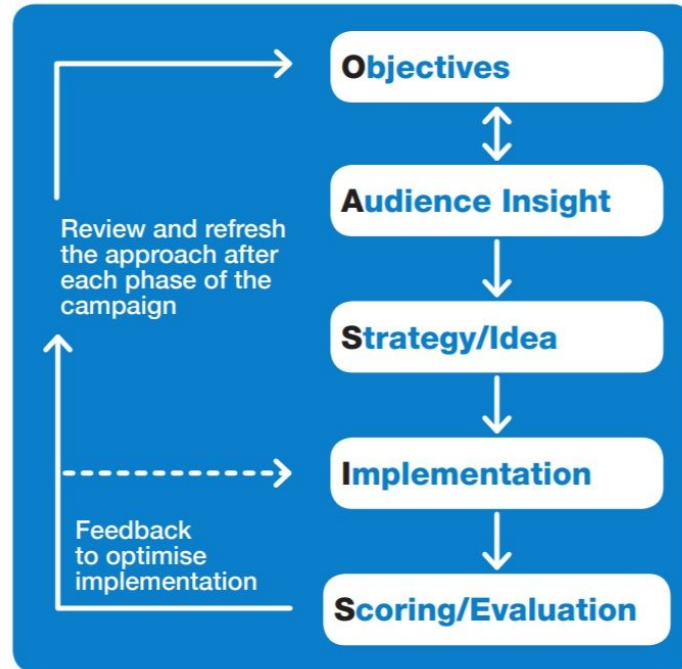 Objectives
Audience Insight
Review and refresh
the approach after
each phase of the
campaign
Strategy/Idea
Implementation
Feedback
to optimise
implementation
Scoring/Evaluation